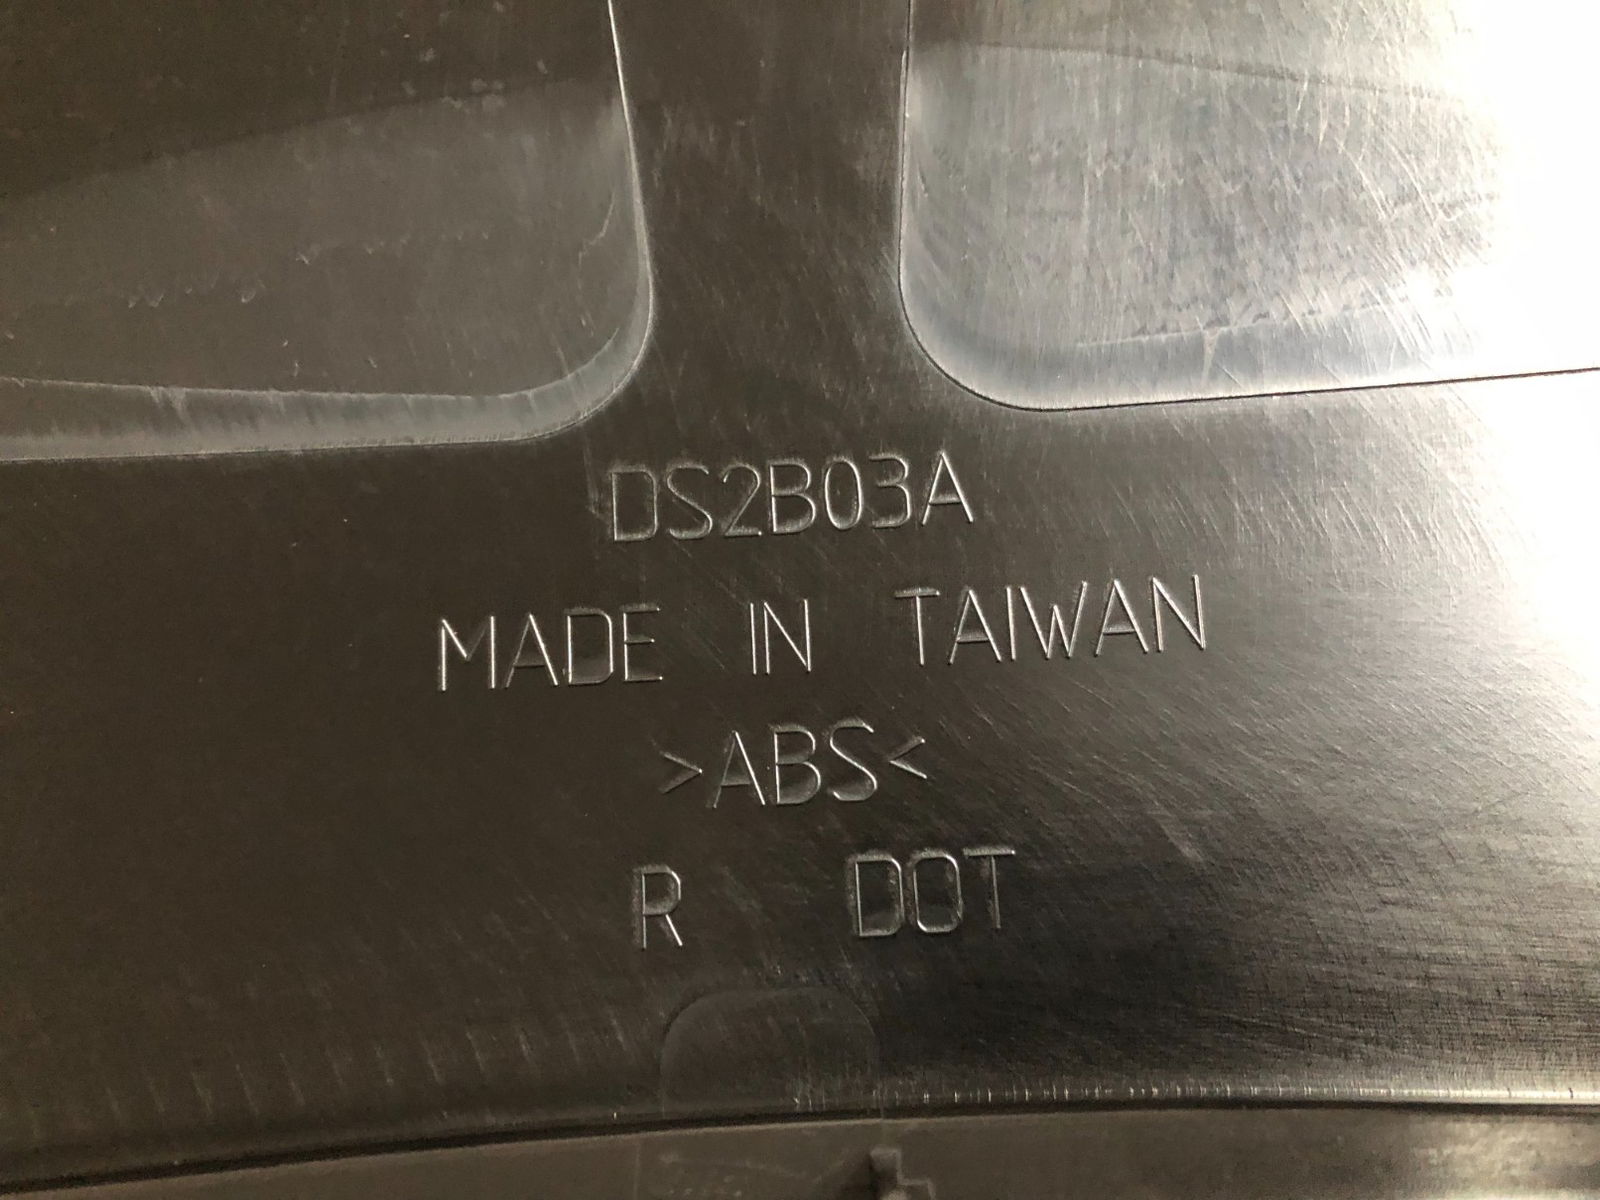 DS2B03A
MADE IN TAIWAN
>ABS<
R DOT